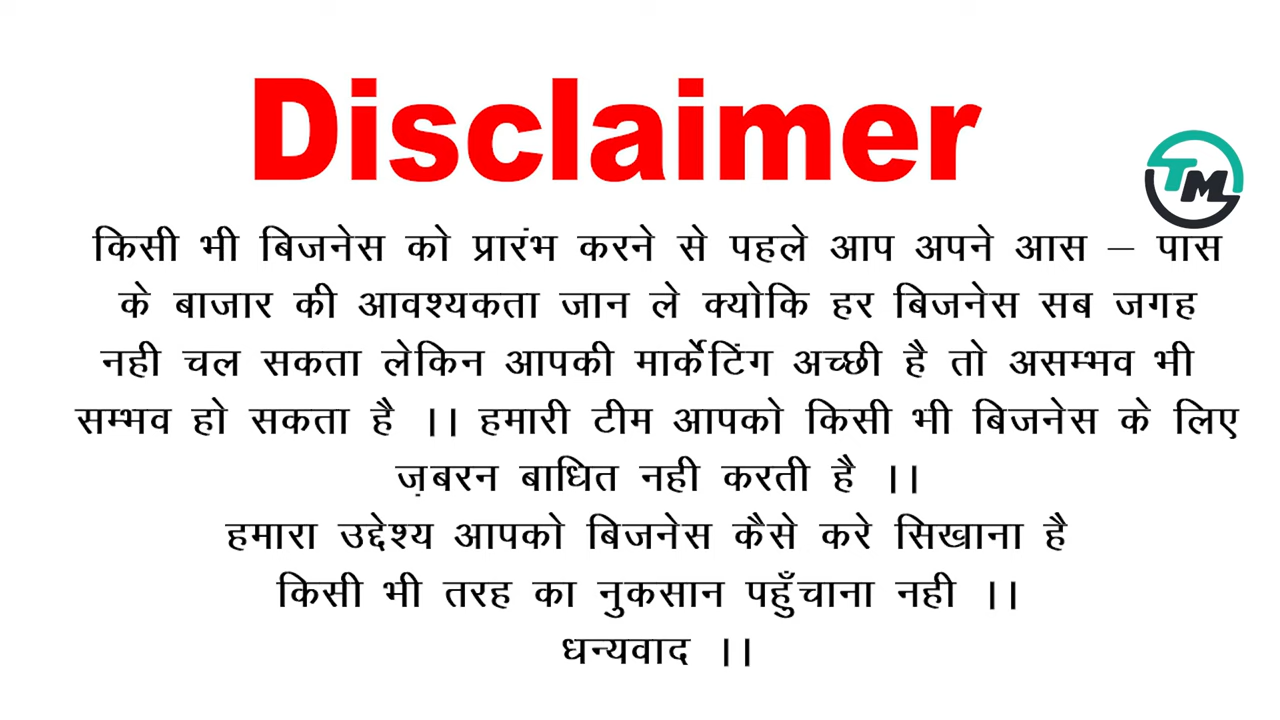 Disclaimer
TM
किसी भी बिजनेस को प्रारंभ करने से पहले आप अपने आस – पास
के बाजार की आवश्यकता जान ले क्योकि हर बिजनेस सब जगह
नही चल सकता लेकिन आपकी मार्केटिंग अच्छी है तो असम्भव भी
सम्भव हो सकता है ।। हमारी टीम आपको किसी भी बिजनेस के लिए
ज़बरन बाधित नही करती है ।।
हमारा उद्देश्य आपको बिजनेस कैसे करे सिखाना है
किसी भी तरह का नुकसान पहुँचाना नही ।।
धन्यवाद ।।